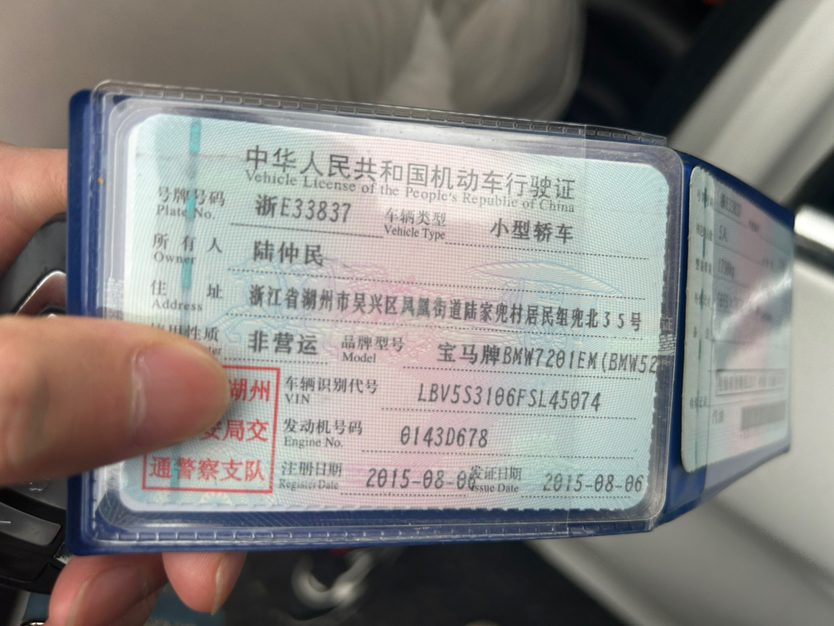 中华人民共和国机动车行驶证
Vehicle License of the People's Republic of China
号牌号码 浙E33837 车辆类型 小型轿车
Plate No. Vehicle Type
所有人 陆仲民
Owner
住址 浙江省湖州市吴兴区凤凰街道陆家兜村居民组兜北35号
Address
性质 非营运 品牌型号 宝马牌BMW7201EM(BMW52
Model
湖州 车辆识别代号 LBV5S3106FSL45074
VIN
安局交 发动机号码 0143D678
Engine No.
通警察支队 注册日期 2015-08-06 发证日期 2015-08-06
Register Date Issue Date